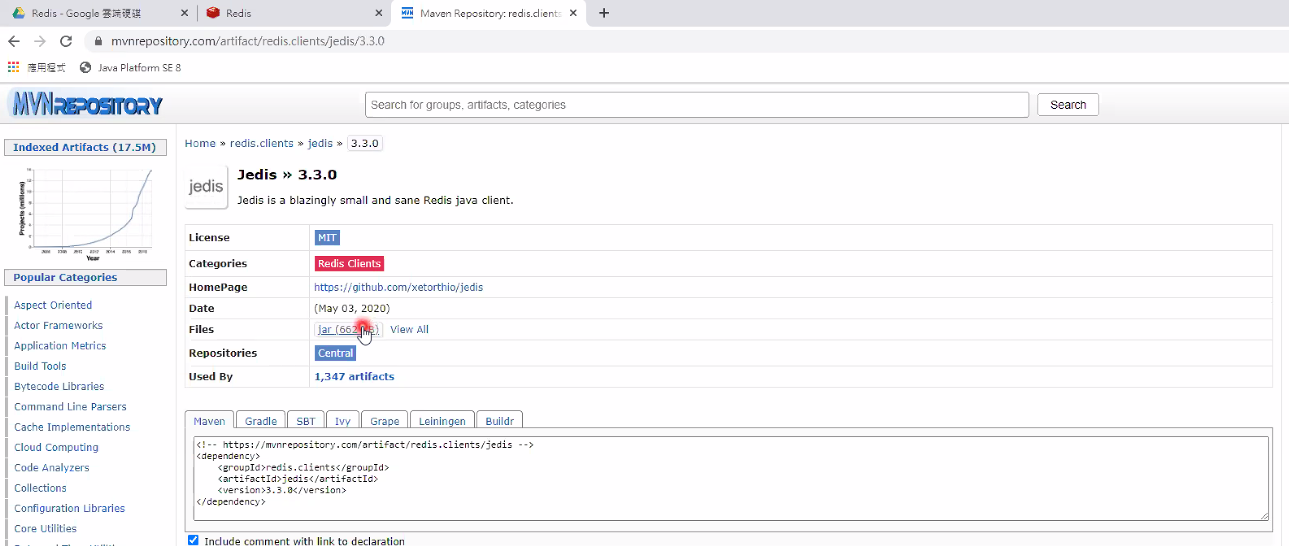 Redis - Google 雲端硬碟
Redis
Maven Repository: redis.clients
mvnrepository.com/artifact/redis.clients/jedis/3.3.0
應用程式
Java Platform SE 8
MVNREPOSITORY
Search for groups, artifacts, categories
Search
Indexed Artifacts (17.5M)
Projects (millions)
Year
Popular Categories
Aspect Oriented
Actor Frameworks
Application Metrics
Build Tools
Bytecode Libraries
Command Line Parsers
Cache Implementations
Cloud Computing
Code Analyzers
Collections
Configuration Libraries
Core Utilities
Home » redis.clients » jedis » 3.3.0
jedis
Jedis » 3.3.0
Jedis is a blazingly small and sane Redis java client.
License MIT
Categories Redis Clients
HomePage https://github.com/xetorthio/jedis
Date (May 03, 2020)
Files jar View All
Repositories Central
Used By 1,347 artifacts
Maven Gradle SBT Ivy Grape Leiningen Buildr
<!-- https://mvnrepository.com/artifact/redis.clients/jedis -->
<dependency>
<groupId>redis.clients</groupId>
<artifactId>jedis</artifactId>
<version>3.3.0</version>
</dependency>
Include comment with link to declaration